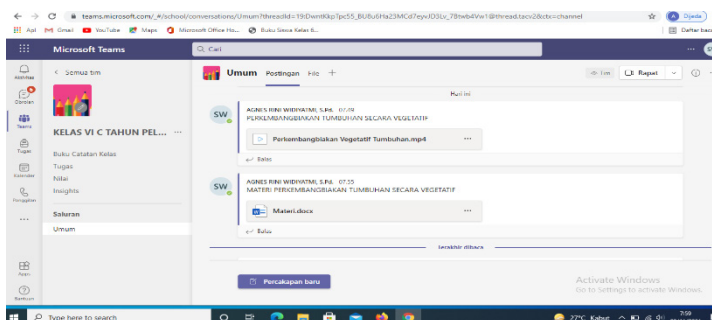 teams.microsoft.com/_#/school/conversations/Umum?threadId=19:DwntKkpTpc55_BU8u6Ha23MCd7eyvJO3Lv_7Btwb4Vw1@thread.tacv2&ctx=channel
Dijeda
Apl Gmail YouTube Maps Microsoft Office Ho... Buku Siswa Kelas 6... Daftar baca
Microsoft Teams
Cari
Aktivitas
Obrolan
Teams
Tugas
Kalender
Panggilan
Apps
Bantuan
Semua tim
KELAS VI C TAHUN PEL... ...
Buku Catatan Kelas
Tugas
Nilai
Insights
Saluran
Umum
Umum Postingan File +
Tim Rapat
Hari ini
SW
AGNES RINI WIDIYATMI, S.Pd. 07.49
PERKEMBANGBIAKAN TUMBUHAN SECARA VEGETATIF
Perkembangbiakan Vegetatif Tumbuhan.mp4 ...
Balas
SW
AGNES RINI WIDIYATMI, S.Pd. 07.55
MATERI PERKEMBANGBIAKAN TUMBUHAN SECARA VEGETATIF
Materi.docx ...
Balas
Terakhir dibaca
Percakapan baru
Activate Windows
Go to Settings to activate Windows.
Type here to search
27°C Kabut
7:59